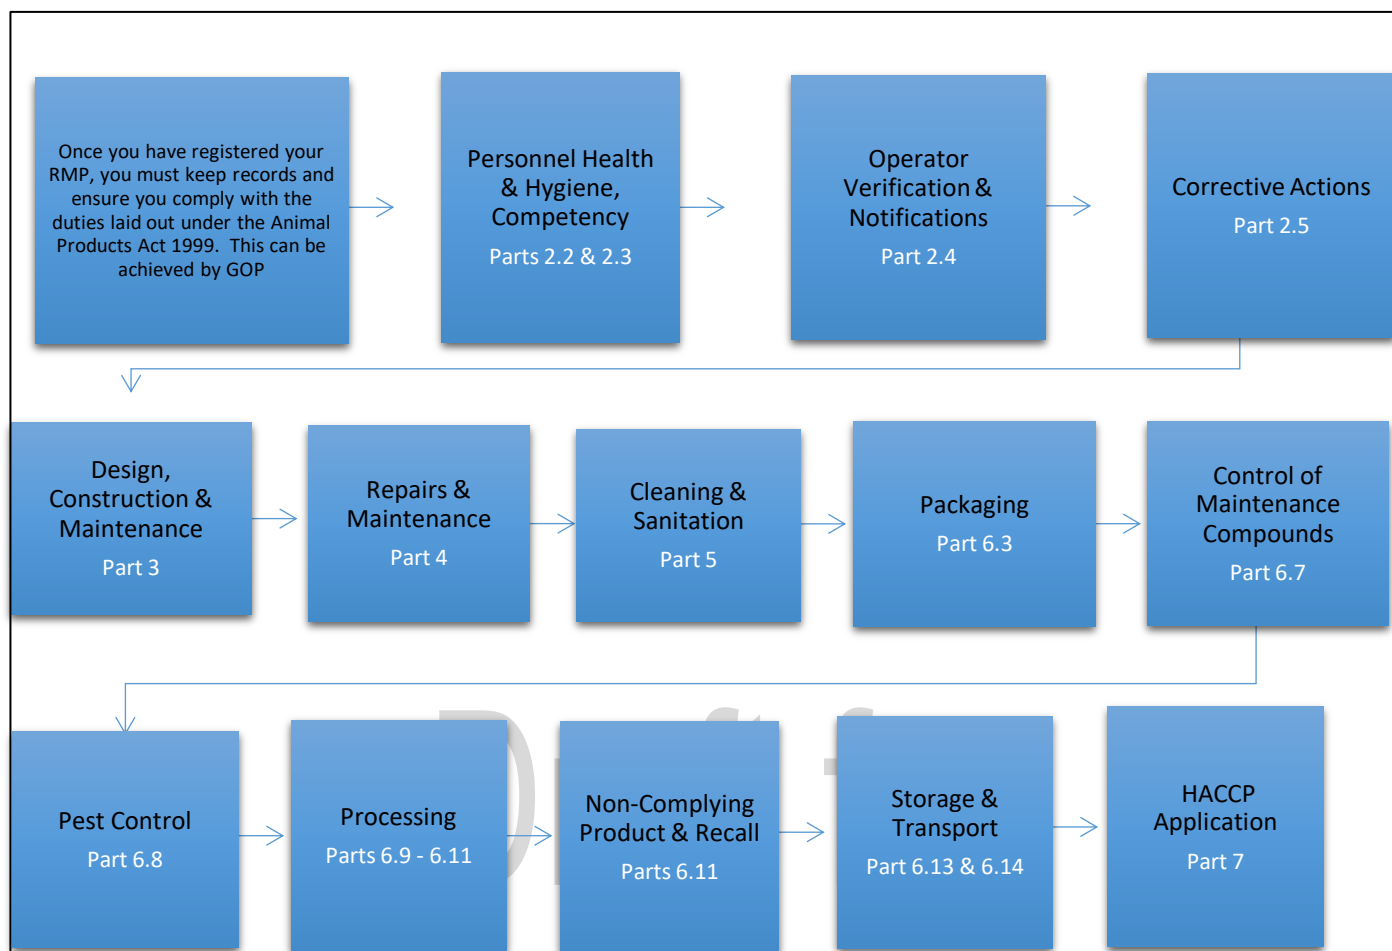 Once you have registered your
RMP, you must keep records and
ensure you comply with the
duties laid out under the Animal
Products Act 1999.  This can be
achieved by GOP
Personnel Health
& Hygiene,
Competency
Parts 2.2 & 2.3
Operator
Verification &
Notifications
Part 2.4
Corrective Actions
Part 2.5
Design,
Construction &
Maintenance
Part 3
Repairs &
Maintenance
Part 4
Cleaning &
Sanitation
Part 5
Packaging
Part 6.3
Control of
Maintenance
Compounds
Part 6.7
Pest Control
Part 6.8
Processing
Parts 6.9 - 6.11
Non-Complying
Product & Recall
Parts 6.11
Storage &
Transport
Part 6.13 & 6.14
HACCP
Application
Part 7